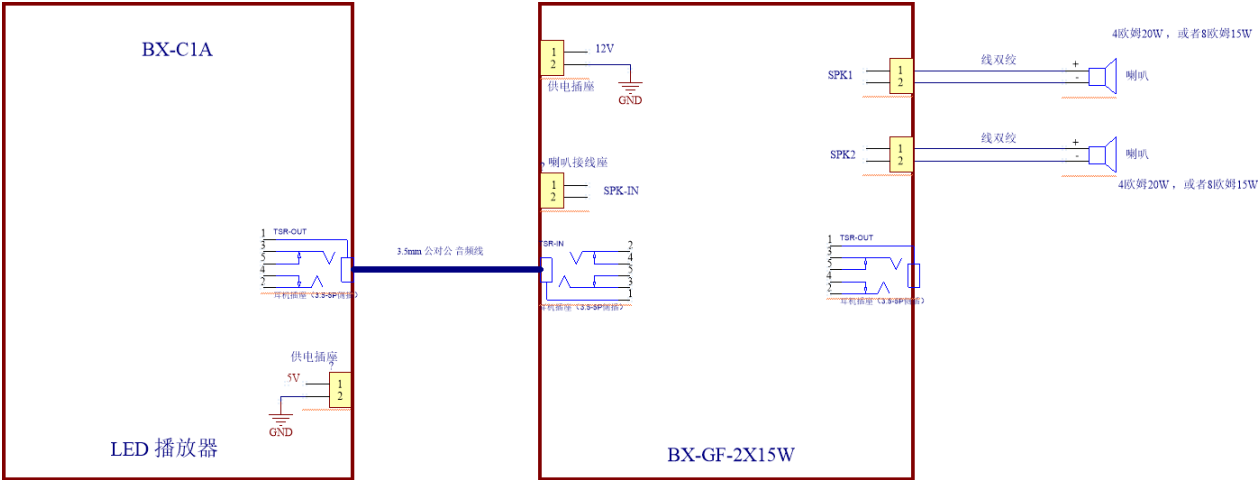 BX-C1A
TSR-OUT
1
3
5
4
2
耳机插座（3.5-5P侧插）
供电插座
?
5V
1
2
GND
LED 播放器
3.5mm 公对公 音频线
1
2
12V
供电插座
GND
? 喇叭接线座
1
2
SPK-IN
TSR-IN
2
4
5
3
1
耳机插座（3.5-5P侧插）
SPK1
1
2
线双绞
+
-
喇叭
4欧姆20W ，或者8欧姆15W
SPK2
1
2
线双绞
+
-
喇叭
4欧姆20W ，或者8欧姆15W
TSR-OUT
1
3
5
4
2
耳机插座（3.5-5P侧插）
BX-GF-2X15W